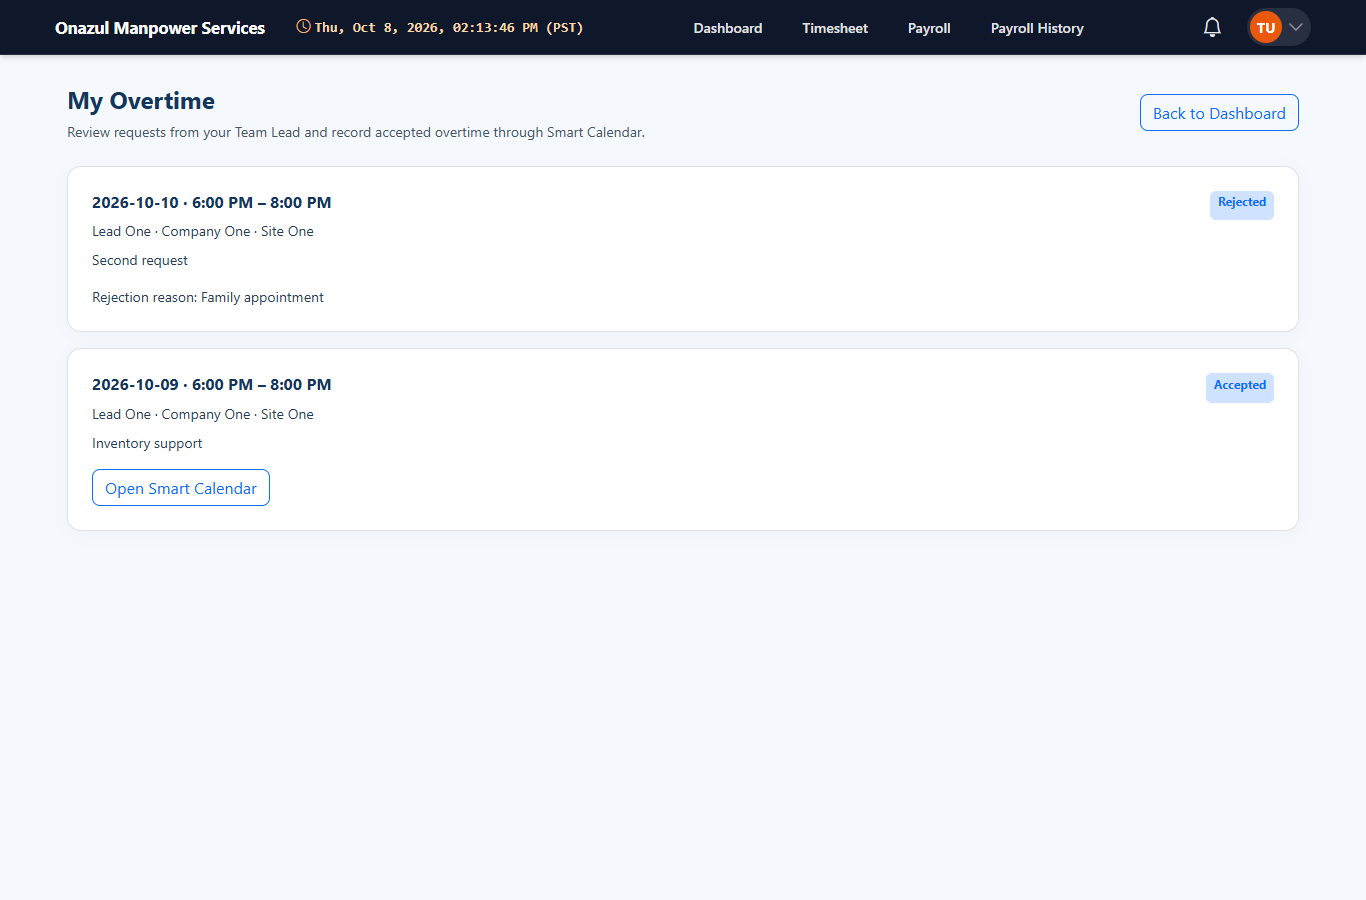 Onazul Manpower Services
Thu, Oct 8, 2026, 02:13:46 PM (PST)
Dashboard
Timesheet
Payroll
Payroll History
TU
My Overtime
Review requests from your Team Lead and record accepted overtime through Smart Calendar.
Back to Dashboard
2026-10-10 · 6:00 PM – 8:00 PM
Rejected
Lead One · Company One · Site One
Second request
Rejection reason: Family appointment
2026-10-09 · 6:00 PM – 8:00 PM
Accepted
Lead One · Company One · Site One
Inventory support
Open Smart Calendar